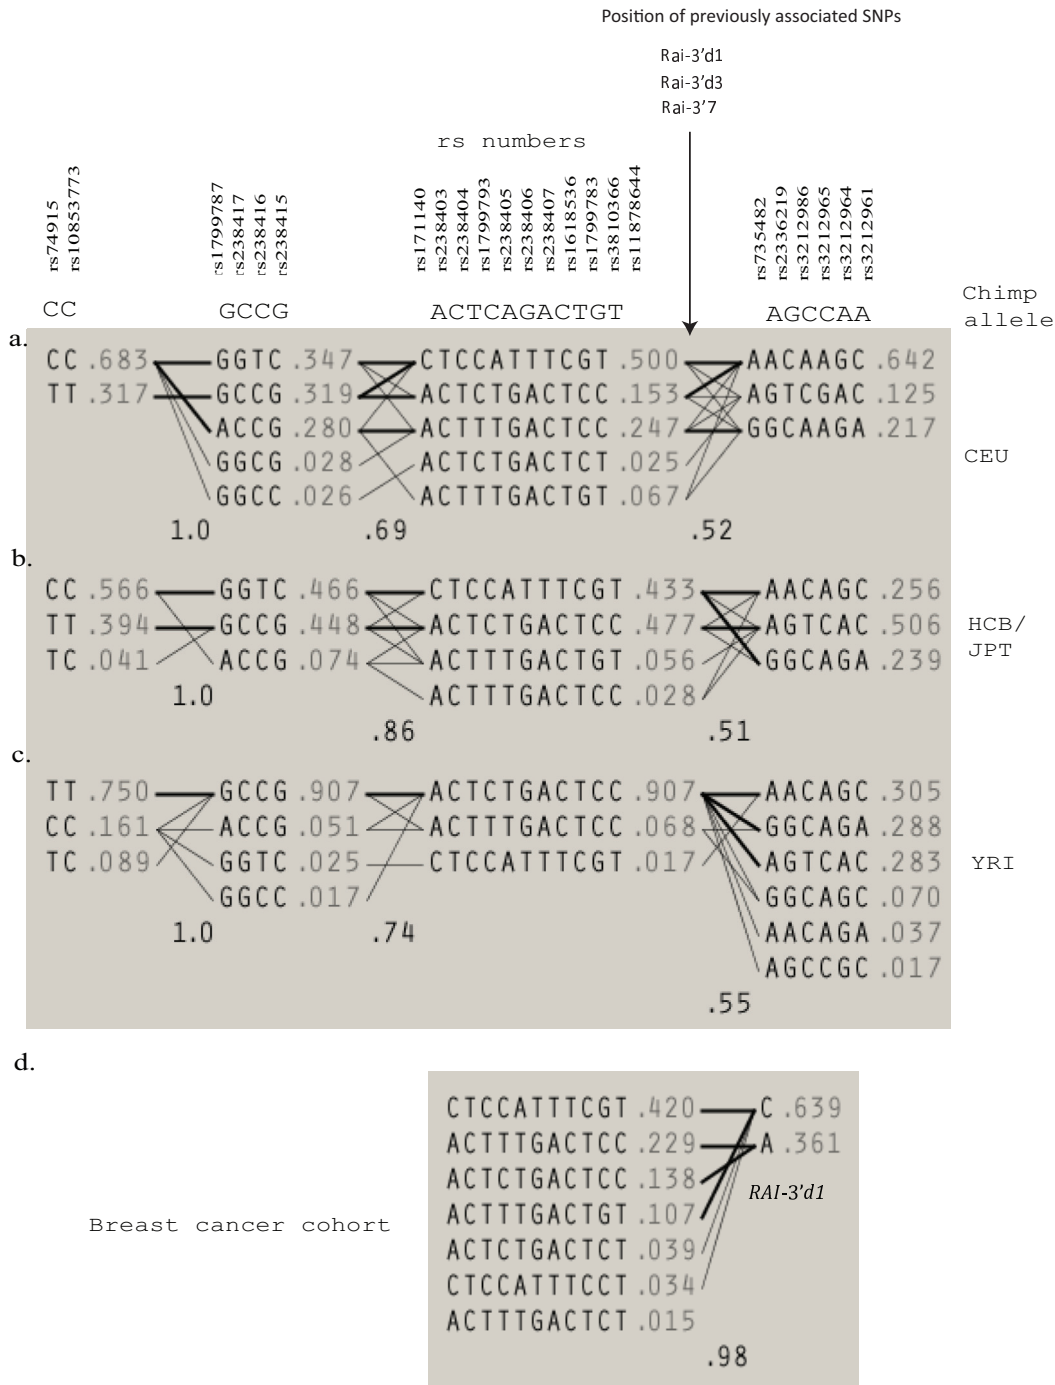 Position of previously associated SNPs
Rai-3'd1
Rai-3'd3
Rai-3'7
rs numbers
rs74915
rs10853773
rs1799787
rs238417
rs238416
rs238415
rs171140
rs238403
rs238404
rs1799793
rs238405
rs238406
rs238407
rs1618536
rs1799783
rs3810366
rs11878644
rs735482
rs2336219
rs3212986
rs3212965
rs3212964
rs3212961
CC GCCG ACTCAGACTGT AGCCAA Chimp allele
a.
CC .683 GGTC .347 CTCCATTTCGT .500 AACAAGC .642
TT .317 GCCG .319 ACTCTGACTCC .153 AGTCGAC .125
ACCG .280 ACTTTGACTCC .247 GGCAAGA .217
GGCG .028 ACTCTGACTCT .025
GGCC .026 ACTTTGACTGT .067
CEU
1.0 .69 .52
b.
CC .566 GGTC .466 CTCCATTTCGT .433 AACAGC .256
TT .394 GCCG .448 ACTCTGACTCC .477 AGTCAC .506
TC .041 ACCG .074 ACTTTGACTGT .056 GGCAGA .239
ACTTTGACTCC .028
HCB/
JPT
1.0 .86 .51
c.
TT .750 GCCG .907 ACTCTGACTCC .907 AACAGC .305
CC .161 ACCG .051 ACTTTGACTCC .068 GGCAGA .288
TC .089 GGTC .025 CTCCATTTCGT .017 AGTCAC .283
GGCC .017 GGCAGC .070
AACAGA .037
AGCCGC .017
YRI
1.0 .74 .55
d.
CTCCATTTCGT .420 C .639
ACTTTGACTCC .229 A .361
ACTCTGACTCC .138
ACTTTGACTGT .107
ACTCTGACTCT .039
CTCCATTTCCT .034
ACTTTGACTCT .015
RAI-3'd1
Breast cancer cohort
.98